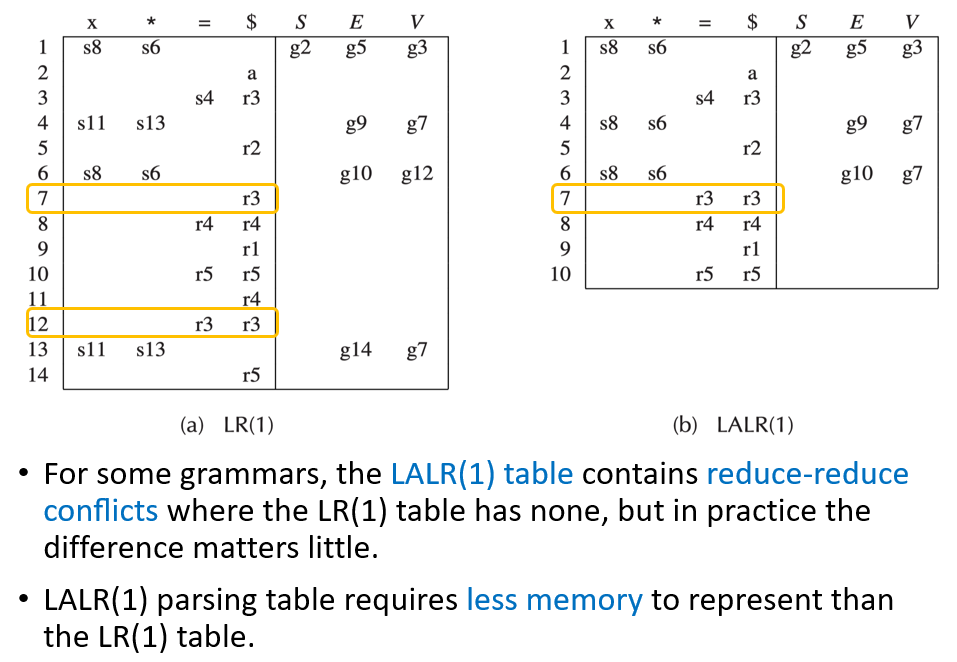 x * = $ S E V
1 s8 s6 g2 g5 g3
2 a
3 s4 r3
4 s11 s13 g9 g7
5 r2
6 s8 s6 g10 g12
7 r3
8 r4 r4
9 r1
10 r5 r5
11 r4
12 r3 r3
13 s11 s13 g14 g7
14 r5
(a) LR(1)
x * = $ S E V
1 s8 s6 g2 g5 g3
2 a
3 s4 r3
4 s8 s6 g9 g7
5 r2
6 s8 s6 g10 g7
7 r3 r3
8 r4 r4
9 r1
10 r5 r5
(b) LALR(1)
• For some grammars, the LALR(1) table contains reduce-reduce
conflicts where the LR(1) table has none, but in practice the
difference matters little.
• LALR(1) parsing table requires less memory to represent than
the LR(1) table.